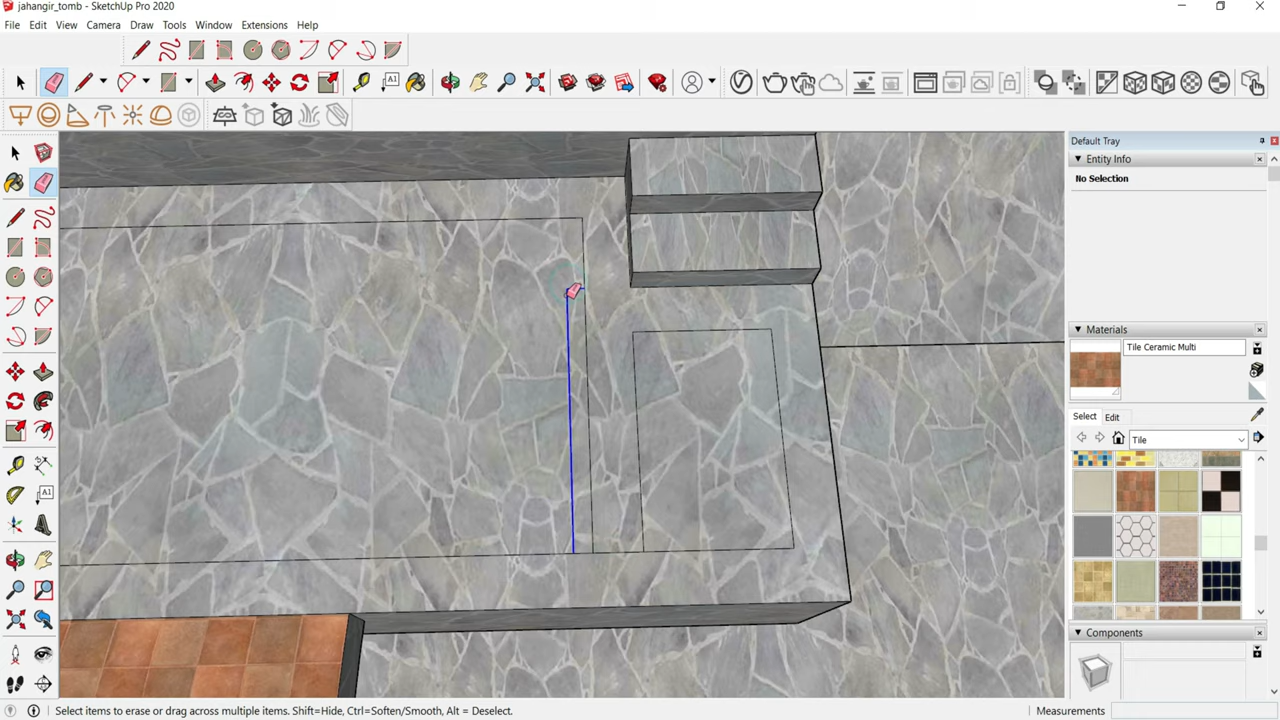 jahangir_tomb - SketchUp Pro 2020
File Edit View Camera Draw Tools Window Extensions Help
A1
Default Tray
Entity Info
No Selection
Materials
Tile Ceramic Multi
Select Edit
Tile
A1
Components
Select items to erase or drag across multiple items. Shift=Hide, Ctrl=Soften/Smooth, Alt = Deselect.
Measurements